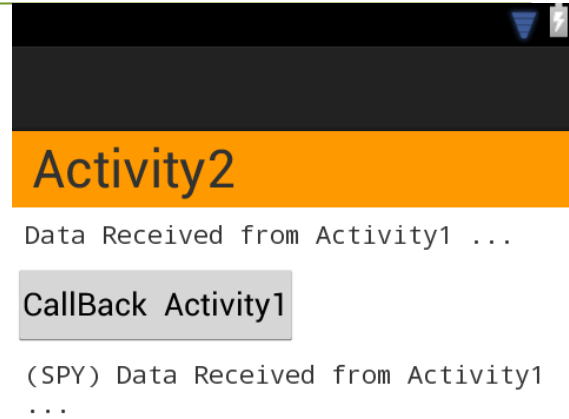 Activity2
Data Received from Activity1 ...
CallBack Activity1
(SPY) Data Received from Activity1
...